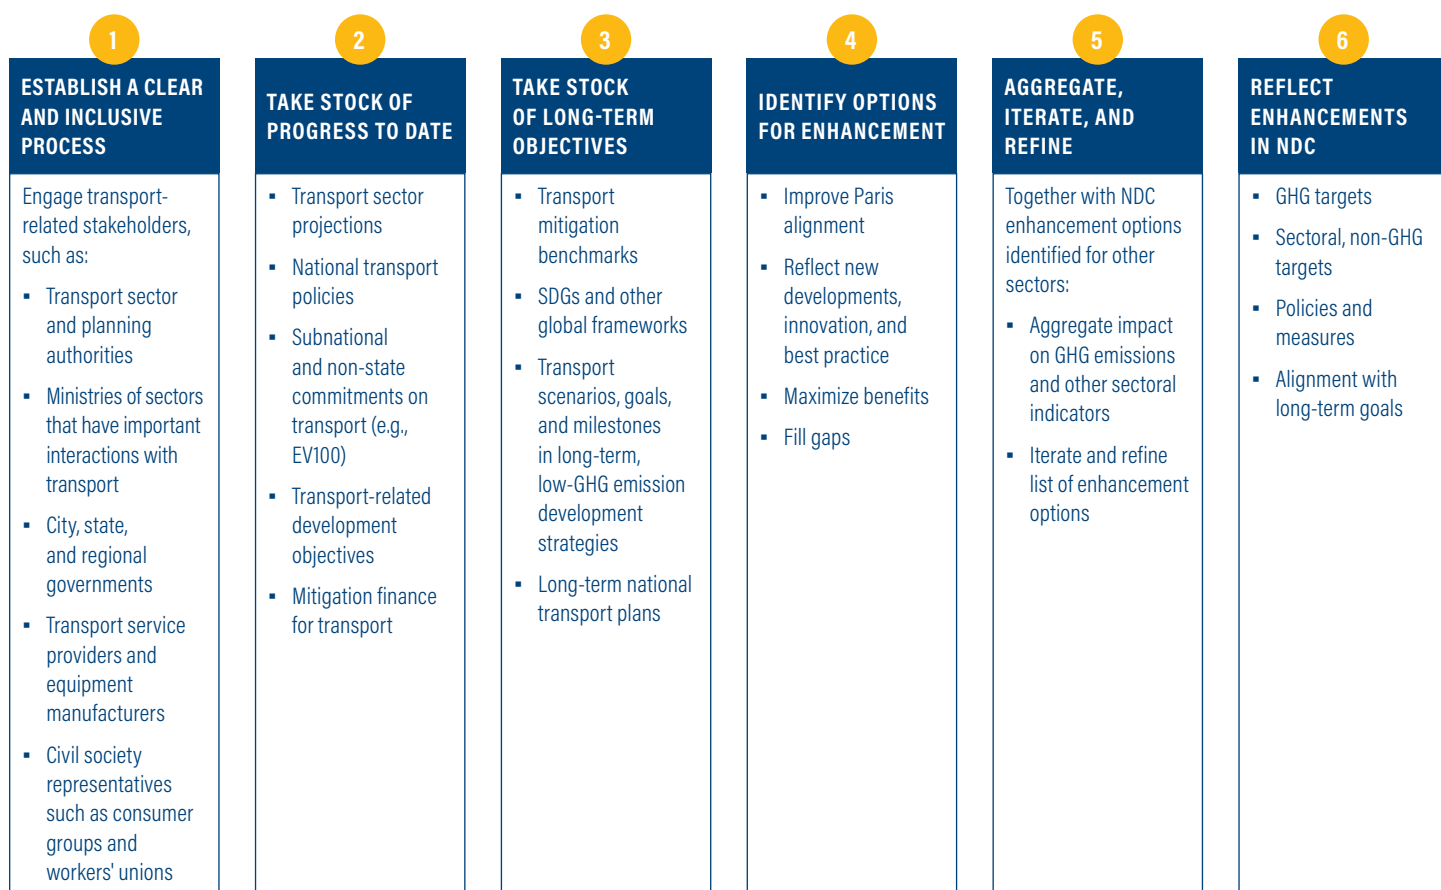 1
ESTABLISH A CLEAR
AND INCLUSIVE
PROCESS
Engage transport-
related stakeholders,
such as:
▪ Transport sector
and planning
authorities
▪ Ministries of sectors
that have important
interactions with
transport
▪ City, state,
and regional
governments
▪ Transport service
providers and
equipment
manufacturers
▪ Civil society
representatives
such as consumer
groups and
workers' unions
2
TAKE STOCK OF
PROGRESS TO DATE
▪ Transport sector
projections
▪ National transport
policies
▪ Subnational
and non-state
commitments on
transport (e.g.,
EV100)
▪ Transport-related
development
objectives
▪ Mitigation finance
for transport
3
TAKE STOCK
OF LONG-TERM
OBJECTIVES
▪ Transport
mitigation
benchmarks
▪ SDGs and other
global frameworks
▪ Transport
scenarios, goals,
and milestones
in long-term,
low-GHG emission
development
strategies
▪ Long-term national
transport plans
4
IDENTIFY OPTIONS
FOR ENHANCEMENT
▪ Improve Paris
alignment
▪ Reflect new
developments,
innovation, and
best practice
▪ Maximize benefits
▪ Fill gaps
5
AGGREGATE,
ITERATE, AND
REFINE
Together with NDC
enhancement options
identified for other
sectors:
▪ Aggregate impact
on GHG emissions
and other sectoral
indicators
▪ Iterate and refine
list of enhancement
options
6
REFLECT
ENHANCEMENTS
IN NDC
▪ GHG targets
▪ Sectoral, non-GHG
targets
▪ Policies and
measures
▪ Alignment with
long-term goals